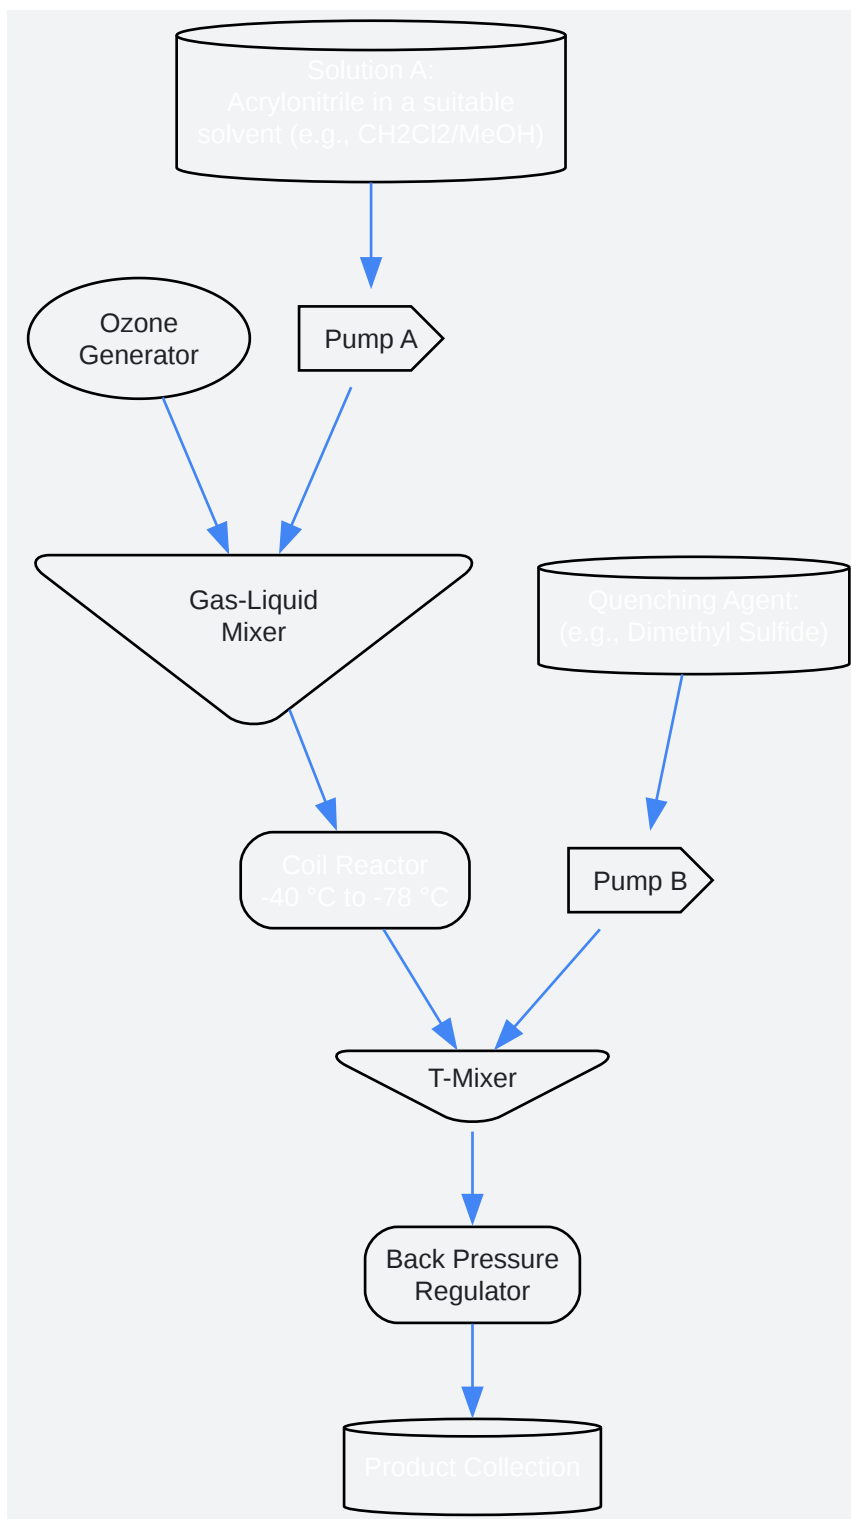 Solution A:
Acrylonitrile in a suitable
solvent (e.g., CH2Cl2/MeOH)
Ozone
Generator
Pump A
Gas-Liquid
Mixer
Quenching Agent:
(e.g., Dimethyl Sulfide)
Coil Reactor
-40 °C to -78 °C
Pump B
T-Mixer
Back Pressure
Regulator
Product Collection